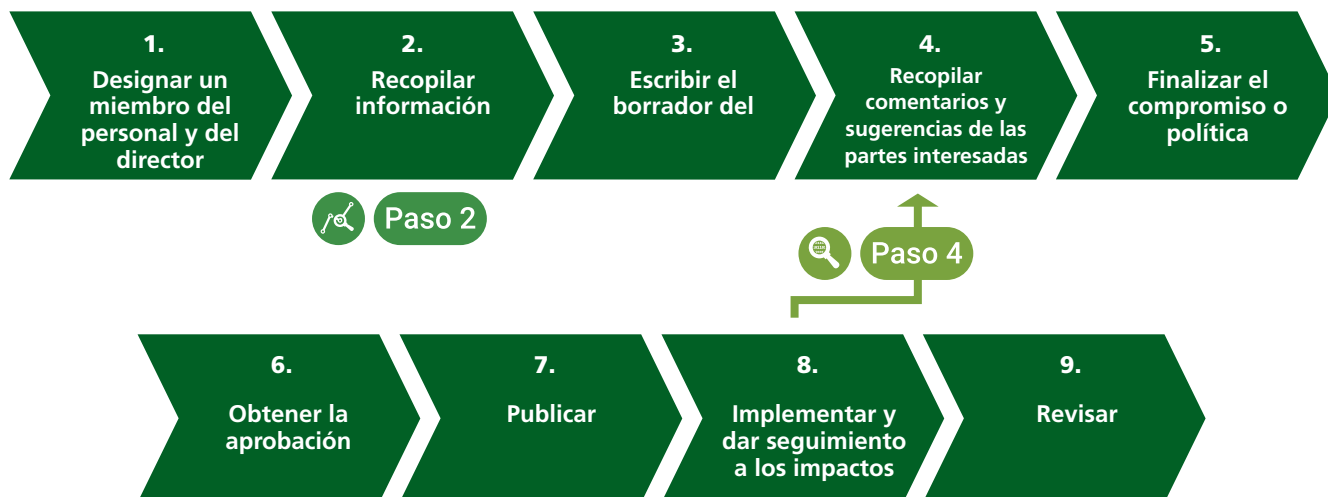 1.
Designar un
miembro del
personal y del
director
2.
Recopilar
información
3.
Escribir el
borrador del
4.
Recopilar
comentarios y
sugerencias de las
partes interesadas
5.
Finalizar el
compromiso o
política
Paso 2
Paso 4
6.
Obtener la
aprobación
7.
Publicar
8.
Implementar y
dar seguimiento
a los impactos
9.
Revisar